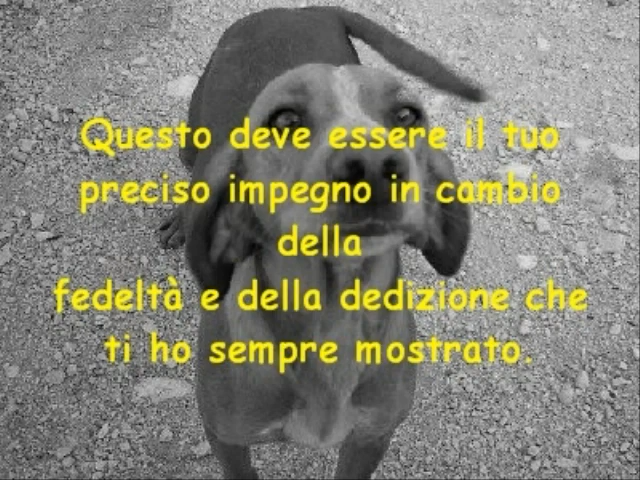 Questo deve essere il tuo
preciso impegno in cambio
della
fedeltà e della dedizione che
ti ho sempre mostrato.